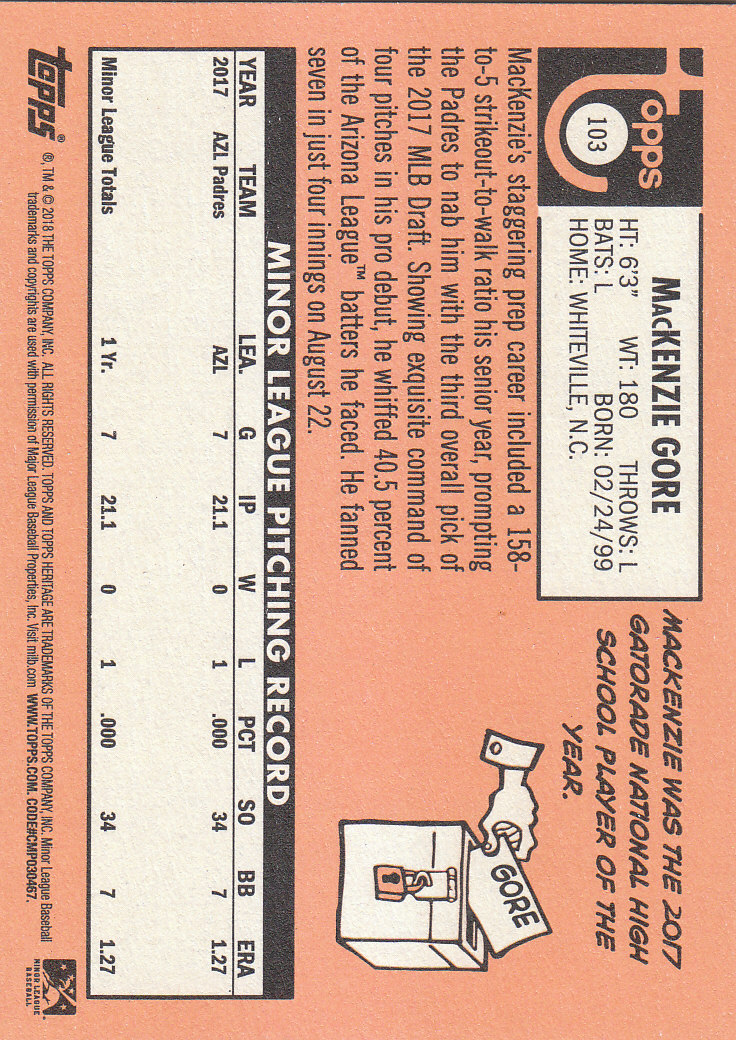 topps
103
MACKENZIE GORE
HT: 6'3" WT: 180 THROWS: L
BATS: L BORN: 02/24/99
HOME: WHITEVILLE, N.C.
MacKenzie's staggering prep career included a 158-
to-5 strikeout-to-walk ratio his senior year, prompting
the Padres to nab him with the third overall pick of
the 2017 MLB Draft. Showing exquisite command of
four pitches in his pro debut, he whiffed 40.5 percent
of the Arizona League™ batters he faced. He fanned
seven in just four innings on August 22.
MACKENZIE WAS THE 2017
GATORADE NATIONAL HIGH
SCHOOL PLAYER OF THE
YEAR.
GORE
MINOR LEAGUE PITCHING RECORD
YEAR TEAM LEA. G IP W L PCT SO BB ERA
2017 AZL Padres AZL 7 21.1 0 1 .000 34 7 1.27
Minor League Totals 1 Yr. 7 21.1 0 1 .000 34 7 1.27
topps® ®, TM & © 2018 THE TOPPS COMPANY, INC. ALL RIGHTS RESERVED. TOPPS AND TOPPS HERITAGE ARE TRADEMARKS OF THE TOPPS COMPANY, INC. Minor League Baseball
trademarks and copyrights are used with permission of Major League Baseball Properties, Inc. Visit milb.com WWW.TOPPS.COM. CODE#CMP030467.
MINOR LEAGUE
BASEBALL